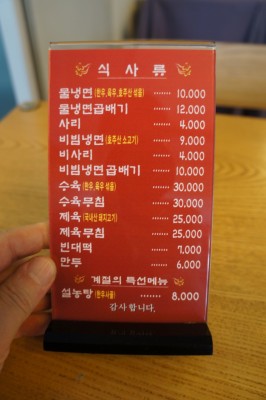 식사류
물냉면 (한우,육우,호주산 섞음) ······· 10,000
물냉면곱배기 ······ 12,000
사리 ······ 4,000
비빔냉면 (호주산 소고기) ······ 9,000
비사리 ······ 4,000
비빔냉면곱배기 ······ 10,000
수육 (한우,육우 섞음) ······ 30,000
수육무침 ······ 30,000
제육 (국내산 돼지고기) ······ 25,000
제육무침 ······ 25,000
빈대떡 ······ 7,000
만두 ······ 6,000
계절의 특선메뉴
설농탕 (한우사용) ······· 8,000
감사합니다.